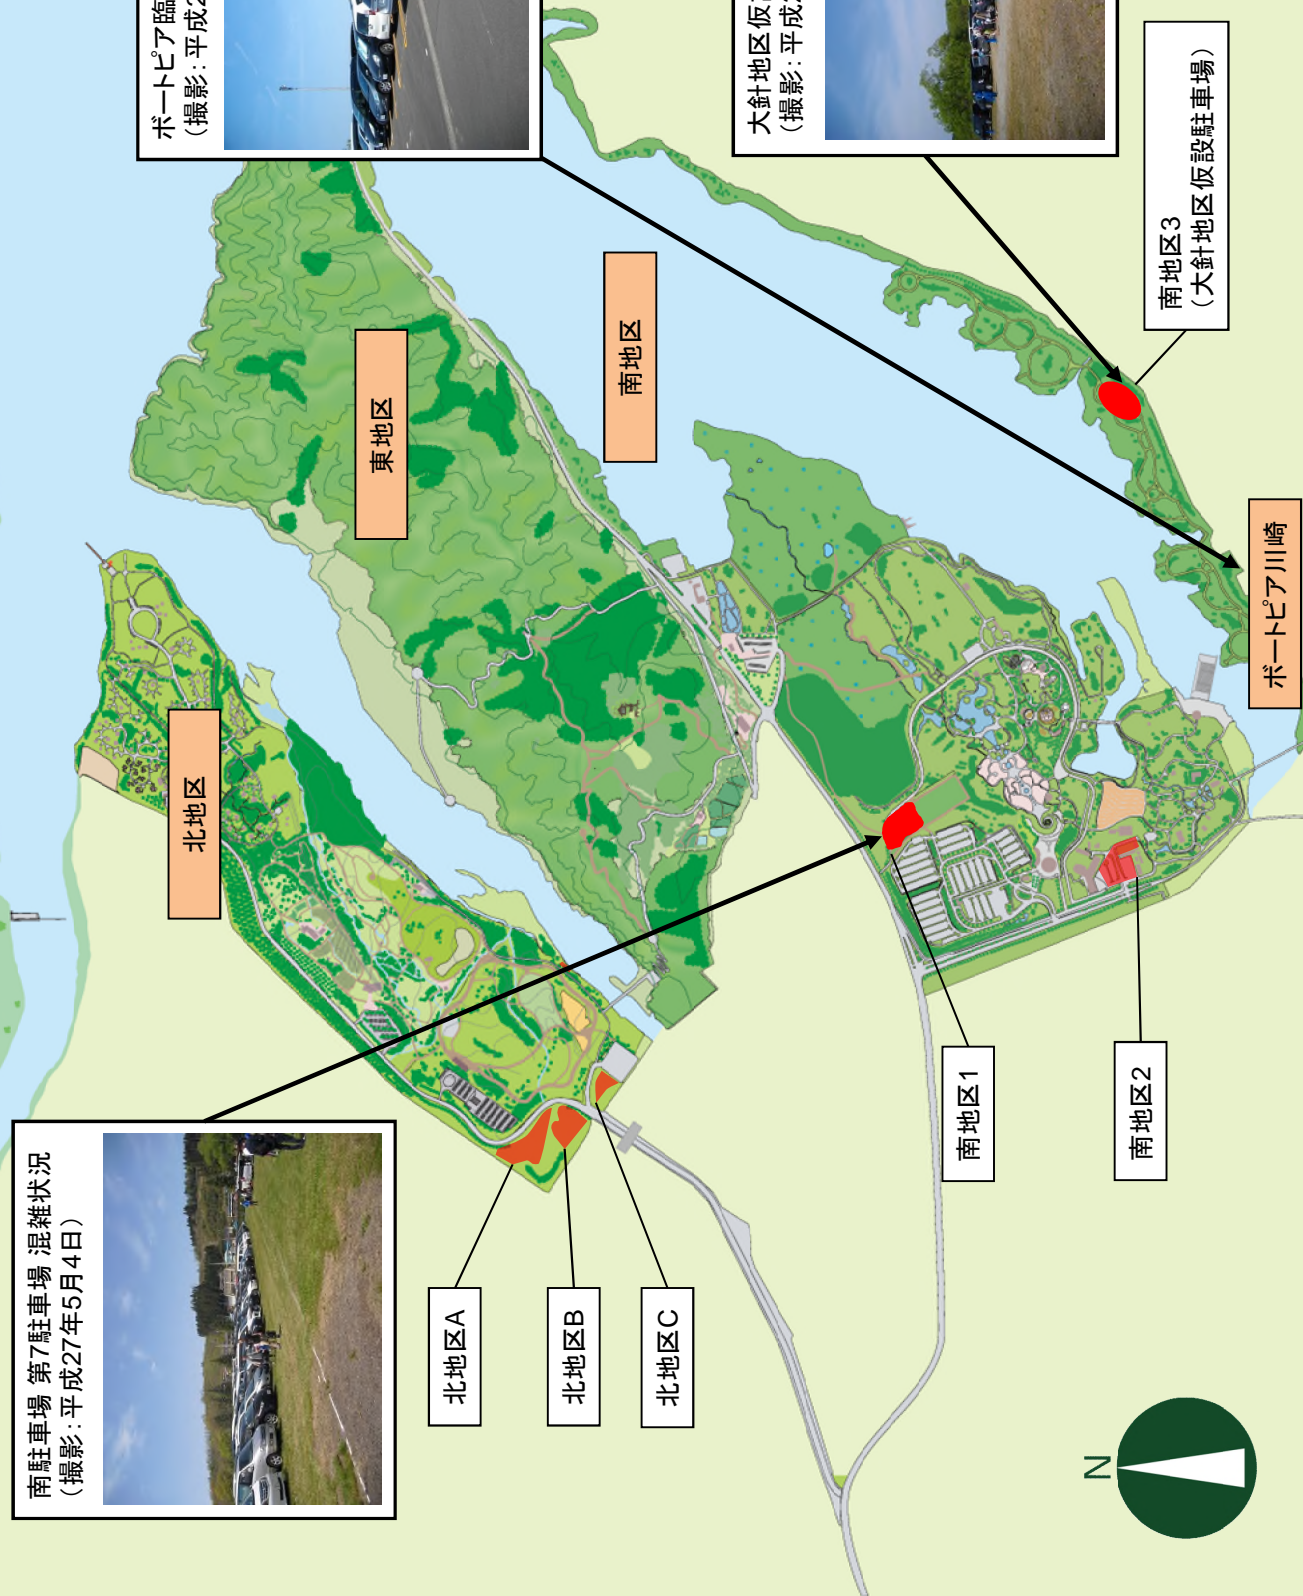 南駐車場 第7駐車場 混雑状況
（撮影：平成27年5月4日）
ボートピア臨
（撮影：平成2
大針地区仮
（撮影：平成2
北地区
東地区
南地区
ボートピア川崎
南地区3
（大針地区仮設駐車場）
南地区1
南地区2
北地区A
北地区B
北地区C
N